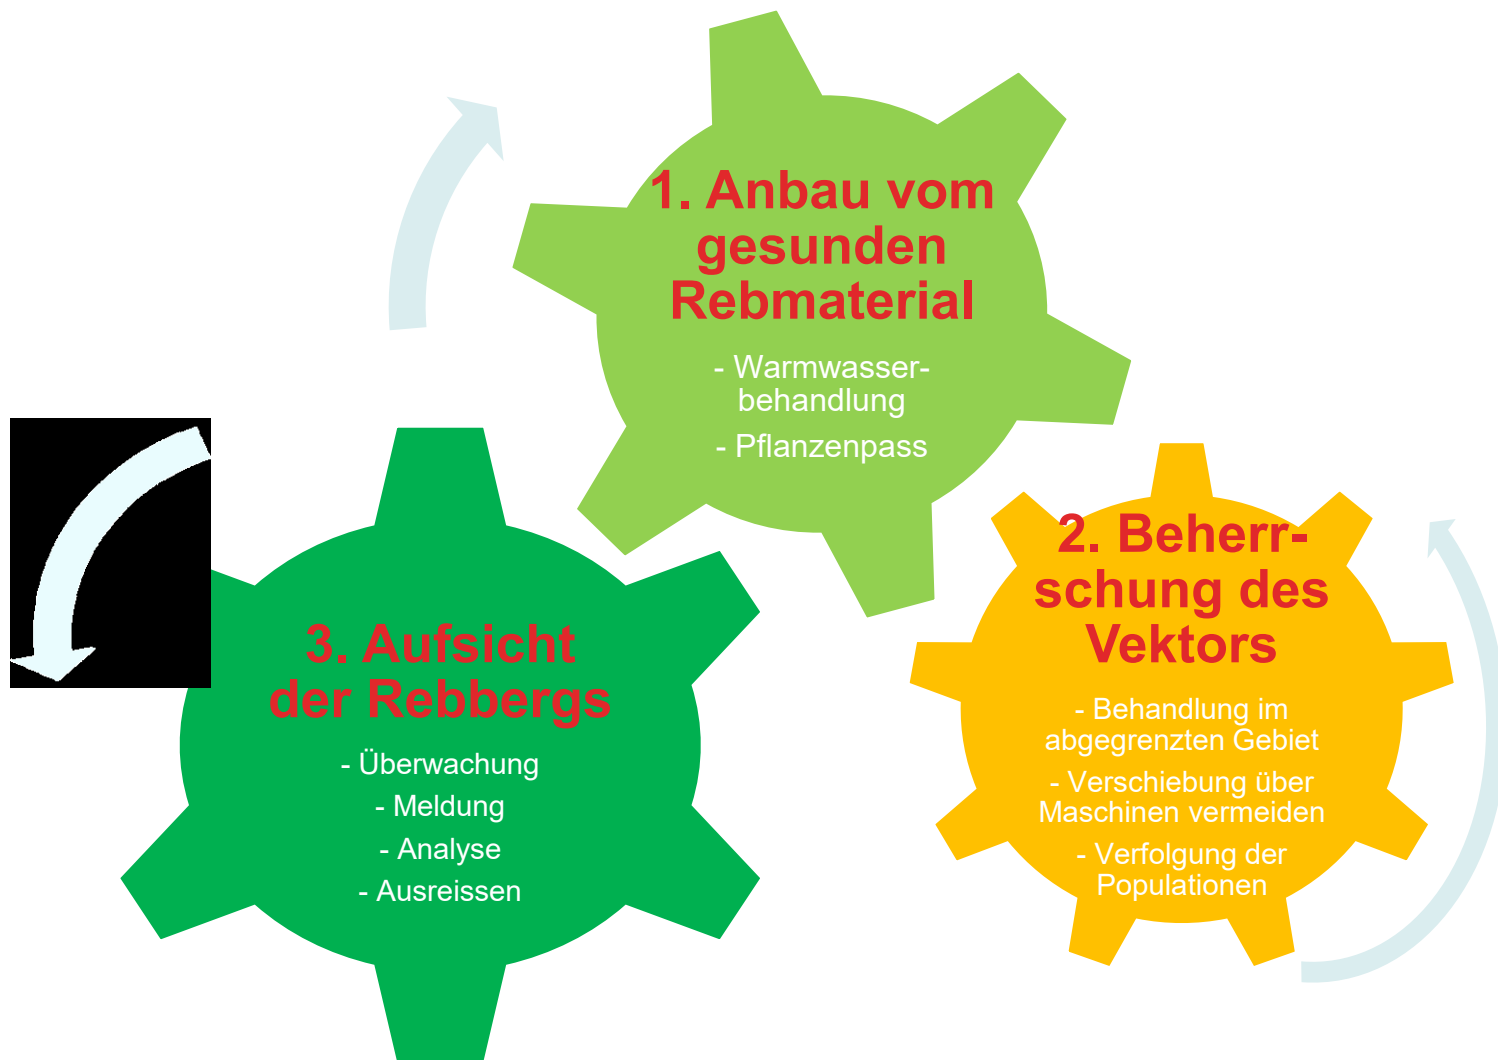 1. Anbau vom
gesunden
Rebmaterial
- Warmwasser-
behandlung
- Pflanzenpass
2. Beherr-
schung des
Vektors
- Behandlung im
abgegrenzten Gebiet
- Verschiebung über
Maschinen vermeiden
- Verfolgung der
Populationen
3. Aufsicht
der Rebbergs
- Überwachung
- Meldung
- Analyse
- Ausreissen